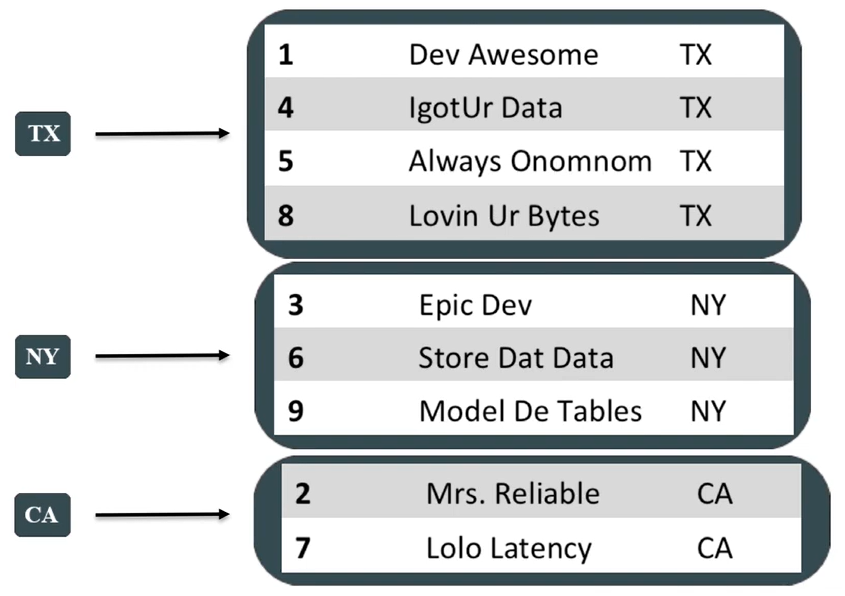 TX
1 Dev Awesome TX
4 IgotUr Data TX
5 Always Onomnom TX
8 Lovin Ur Bytes TX
NY
3 Epic Dev NY
6 Store Dat Data NY
9 Model De Tables NY
CA
2 Mrs. Reliable CA
7 Lolo Latency CA